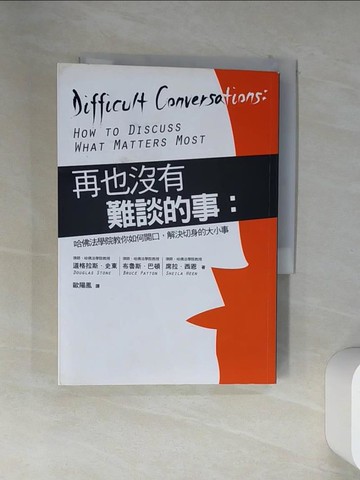 Difficult Conversations:
HOW TO DISCUSS
WHAT MATTERS MOST
再也沒有
難談的事：
哈佛法學院教你如何開口，解決切身的大小事
道格拉斯．史東
布魯斯．巴頓
席拉．西恩 著
DOUGLAS STONE
BRUCE PATTON
SHEILA HEEN
歐陽鳳 譯